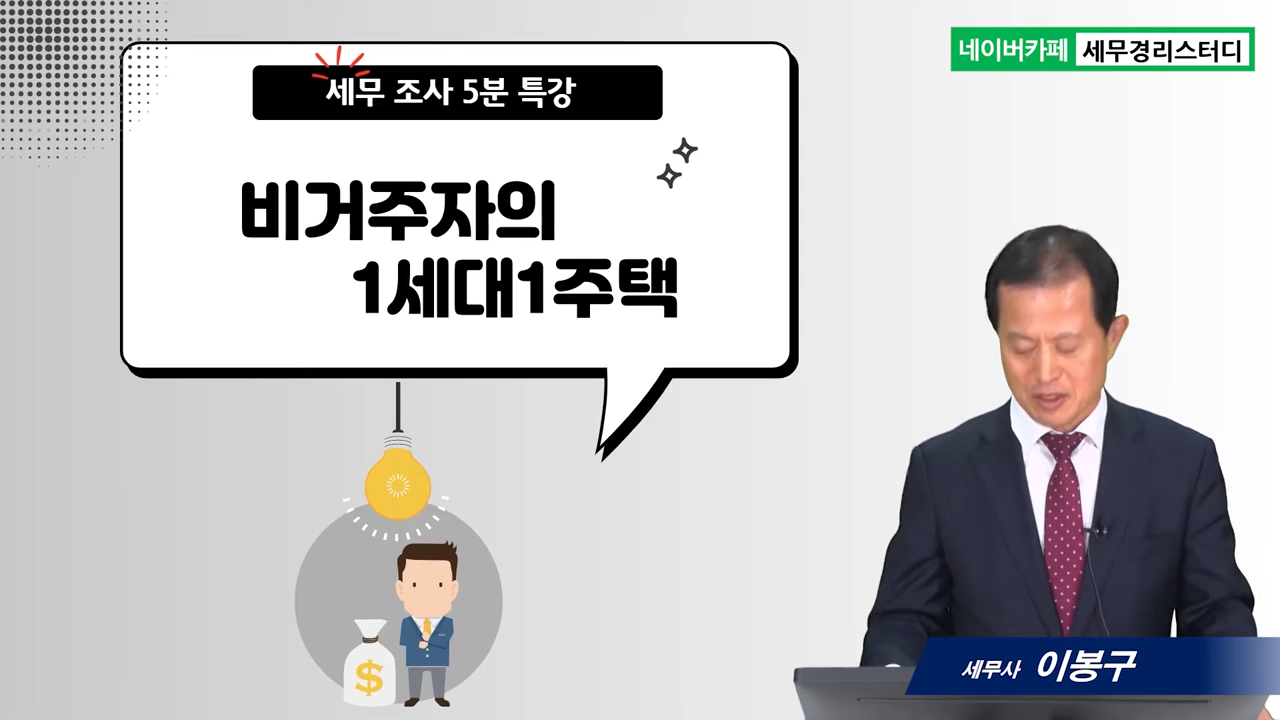 네이버카페 세무경리스터디
세무 조사 5분 특강
비거주자의
1세대1주택
$
세무사 이봉구